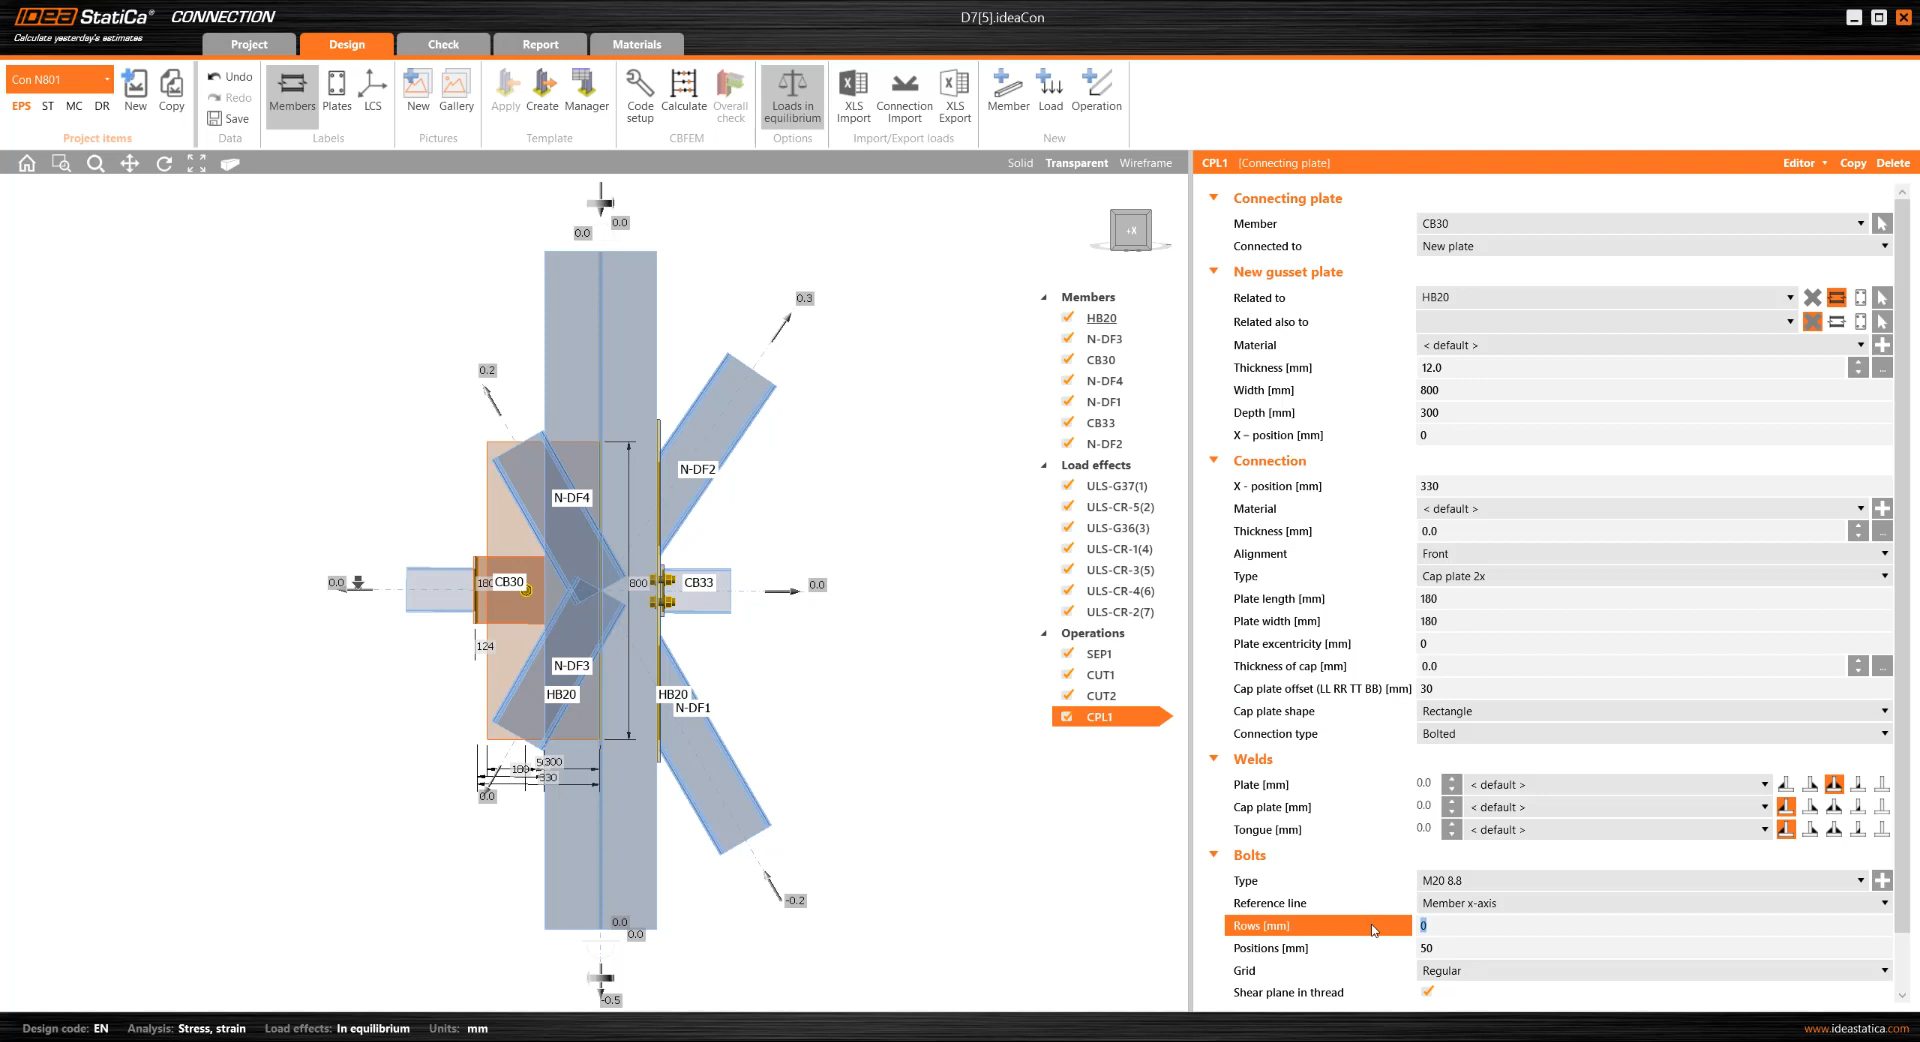 IDEA StatiCa® CONNECTION
Calculate yesterday's estimates
D7[5].ideaCon
Project Design Check Report Materials
Con N801
EPS ST MC DR
New Copy
Project items
Undo
Redo
Save
Data
Members Plates LCS
Labels
New Gallery
Pictures
Apply Create Manager
Template
Code setup Calculate Overall check
CBFEM
Loads in equilibrium
Options
XLS Import Connection Import XLS Export
Import/Export loads
Member Load Operation
New
Solid Transparent Wireframe
CPL1 [Connecting plate] Editor Copy Delete
0.0
0.0
+X
0.3
0.2
N-DF2
N-DF4
0.0
180
CB30
800
CB33
0.0
124
N-DF3
HB20
HB20
N-DF1
300
180
330
0.0
-0.2
0.0
0.0
-0.5
Members
HB20
N-DF3
CB30
N-DF4
N-DF1
CB33
N-DF2
Load effects
ULS-G37(1)
ULS-CR-5(2)
ULS-G36(3)
ULS-CR-1(4)
ULS-CR-3(5)
ULS-CR-4(6)
ULS-CR-2(7)
Operations
SEP1
CUT1
CUT2
CPL1
Connecting plate
Member CB30
Connected to New plate
New gusset plate
Related to HB20
Related also to
Material < default >
Thickness [mm] 12.0
Width [mm] 800
Depth [mm] 300
X – position [mm] 0
Connection
X - position [mm] 330
Material < default >
Thickness [mm] 0.0
Alignment Front
Type Cap plate 2x
Plate length [mm] 180
Plate width [mm] 180
Plate excentricity [mm] 0
Thickness of cap [mm] 0.0
Cap plate offset (LL RR TT BB) [mm] 30
Cap plate shape Rectangle
Connection type Bolted
Welds
Plate [mm] 0.0 < default >
Cap plate [mm] 0.0 < default >
Tongue [mm] 0.0 < default >
Bolts
Type M20 8.8
Reference line Member x-axis
Rows [mm] 0
Positions [mm] 50
Grid Regular
Shear plane in thread
Design code: EN Analysis: Stress, strain Load effects: In equilibrium Units: mm
www.ideastatica.com